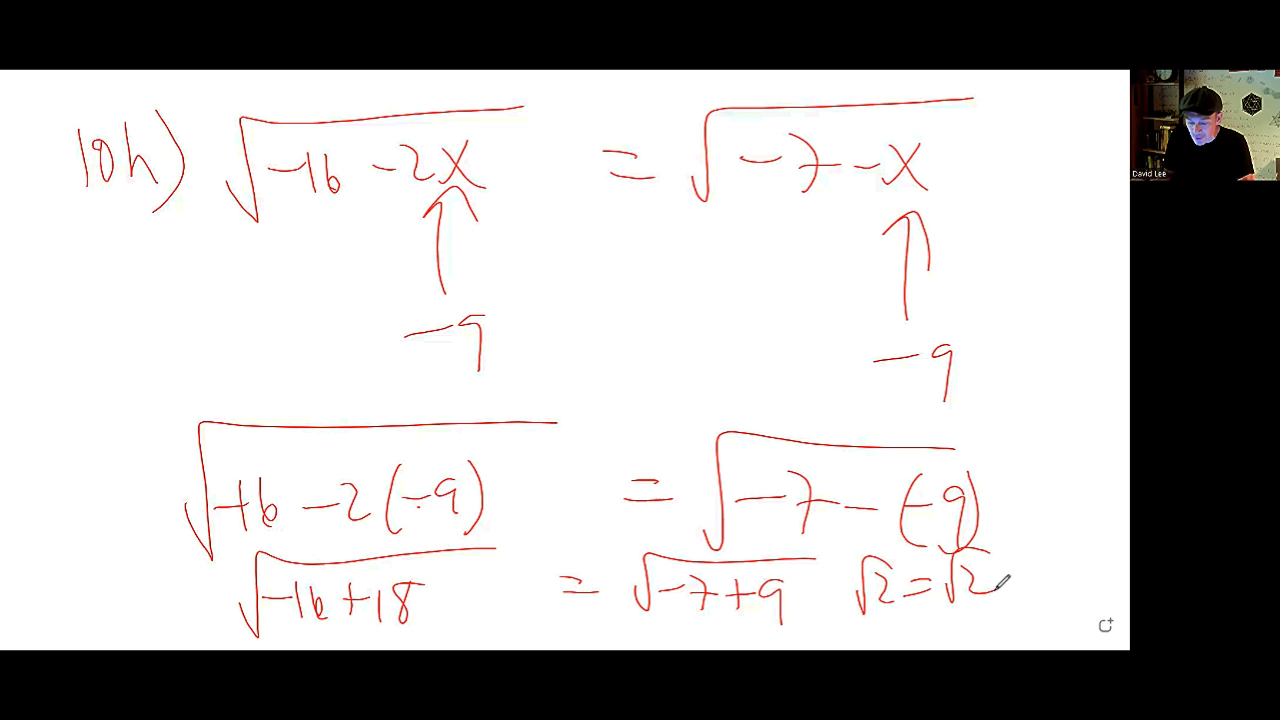 10h) √-16 -2x = √-7 -x
-9
-9
√-16 -2(-9) = √-7 -(-9)
√-16+18 = √-7+9 √2=√2
David Lee